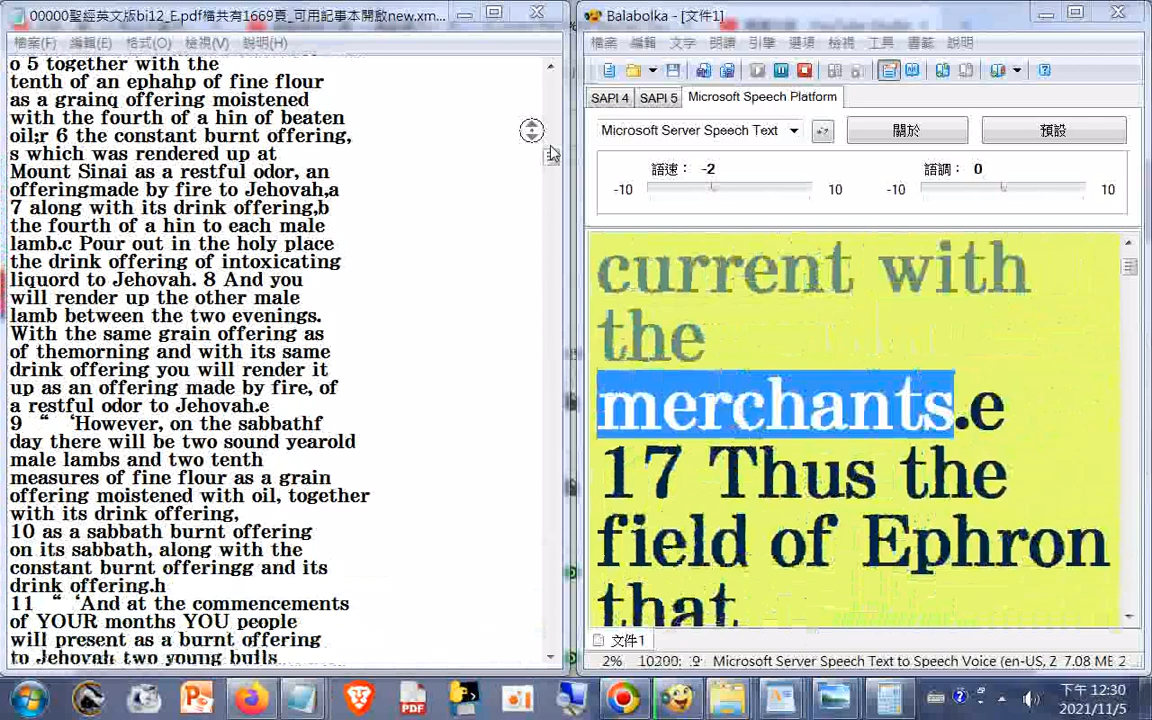 00000聖經英文版bi12_E.pdf檔共有1669頁_可用記事本開啟new.xm...
檔案(F) 編輯(E) 格式(O) 檢視(V) 說明(H)
o 5 together with the
tenth of an ephahp of fine flour
as a grainq offering moistened
with the fourth of a hin of beaten
oil;r 6 the constant burnt offering,
s which was rendered up at
Mount Sinai as a restful odor, an
offeringmade by fire to Jehovah,a
7 along with its drink offering,b
the fourth of a hin to each male
lamb.c Pour out in the holy place
the drink offering of intoxicating
liquord to Jehovah. 8 And you
will render up the other male
lamb between the two evenings.
With the same grain offering as
of themorning and with its same
drink offering you will render it
up as an offering made by fire, of
a restful odor to Jehovah.e
9 “ ‘However, on the sabbathf
day there will be two sound yearold
male lambs and two tenth
measures of fine flour as a grain
offering moistened with oil, together
with its drink offering,
10 as a sabbath burnt offering
on its sabbath, along with the
constant burnt offeringg and its
drink offering.h
11 “ ‘And at the commencements
of YOUR months YOU people
will present as a burnt offering
to Jehovah two young bulls
Balabolka - [文件1]
檔案 編輯 文字 朗讀 引擎 選項 檢視 工具 書籤 說明
SAPI 4 SAPI 5 Microsoft Speech Platform
Microsoft Server Speech Text 關於 預設
語速： -2 語調： 0
-10 10 -10 10
current with
the
merchants.e
17 Thus the
field of Ephron
that
文件1
2% Microsoft Server Speech Text to Speech Voice (en-US, Z 7.08 MB
PDF
下午 12:30
2021/11/5